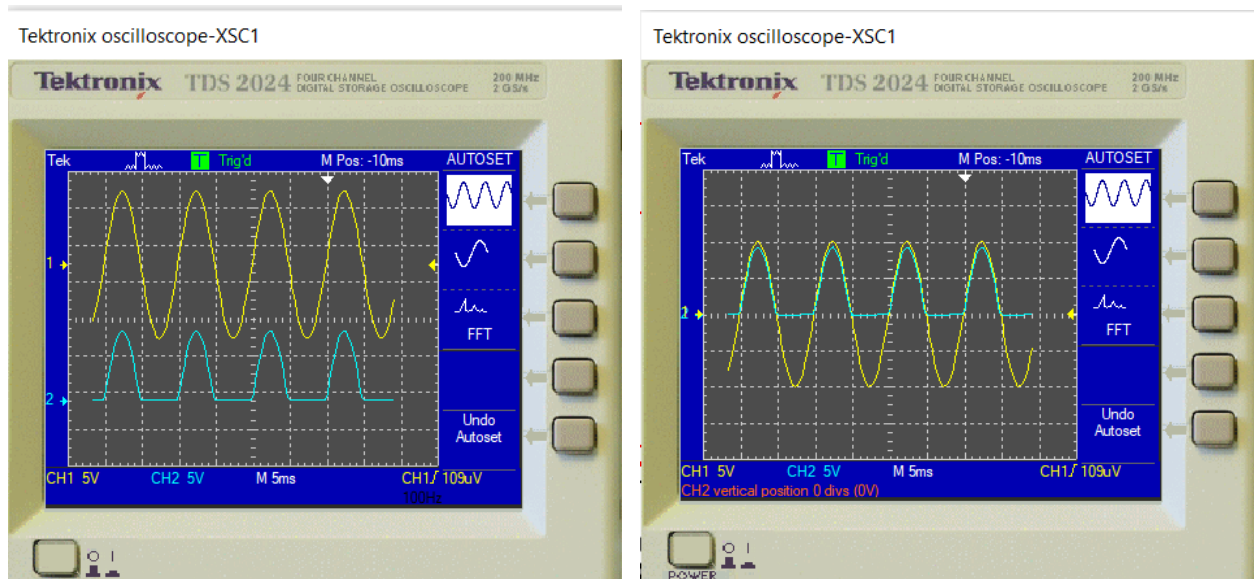 Tektronix oscilloscope-XSC1
Tektronix TDS 2024 FOUR CHANNEL DIGITAL STORAGE OSCILLOSCOPE 200 MHz 2 GS/s
Tek T Trig'd M Pos: -10ms AUTOSET
1
FFT
2
Undo
Autoset
CH1 5V CH2 5V M 5ms CH1 109uV
100Hz
O I
Tektronix oscilloscope-XSC1
Tektronix TDS 2024 FOUR CHANNEL DIGITAL STORAGE OSCILLOSCOPE 200 MHz 2 GS/s
Tek T Trig'd M Pos: -10ms AUTOSET
FFT
Undo
Autoset
CH1 5V CH2 5V M 5ms CH1 109uV
CH2 vertical position 0 divs (0V)
O I
POWER